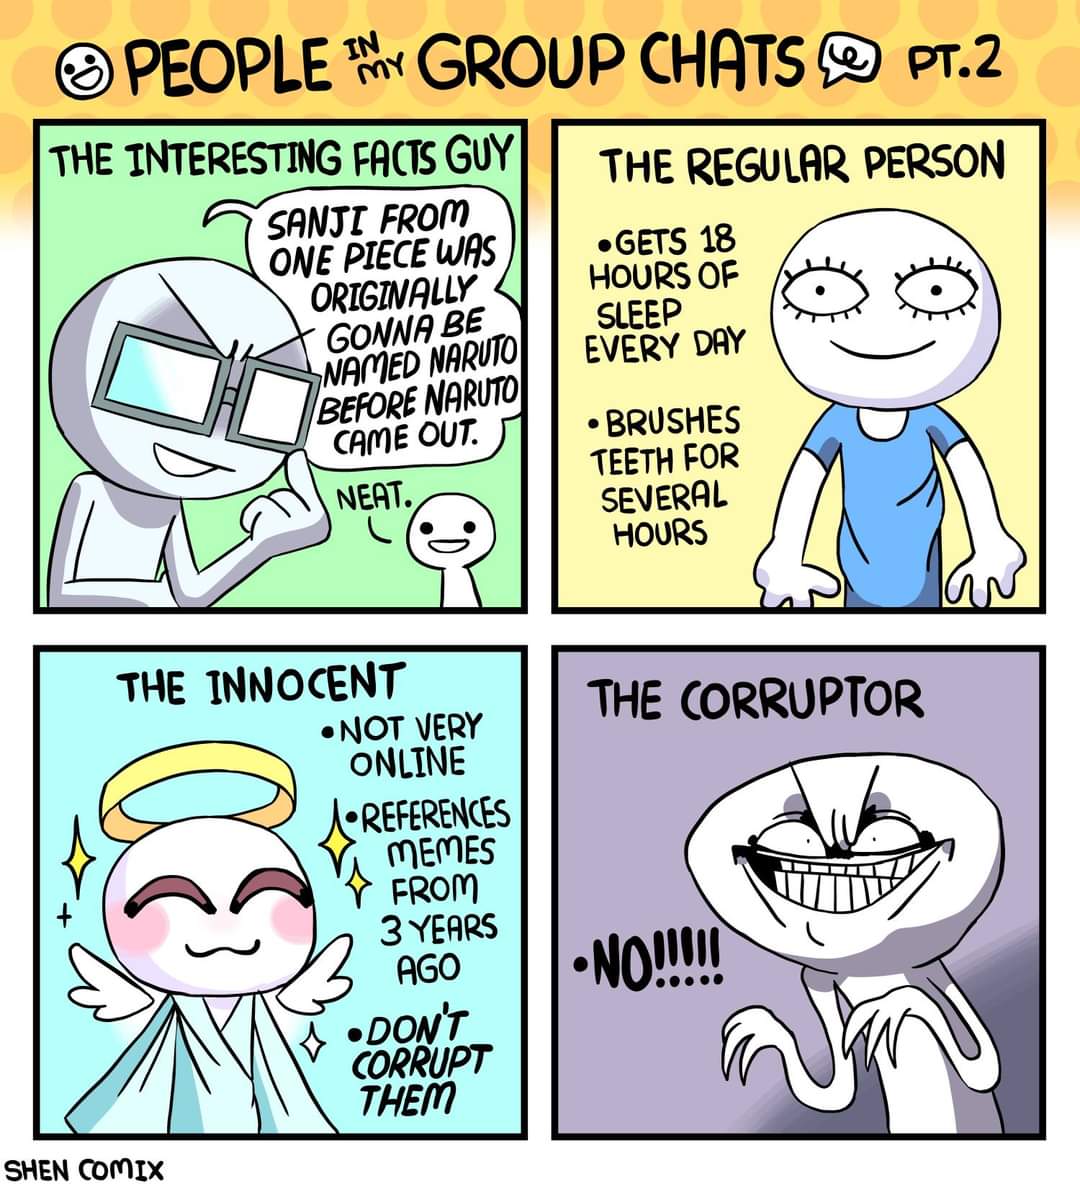 PEOPLE IN MY GROUP CHATS PT.2
THE INTERESTING FACTS GUY
SANJI FROM
ONE PIECE WAS
ORIGINALLY
GONNA BE
NAMED NARUTO
BEFORE NARUTO
CAME OUT.
NEAT.
THE REGULAR PERSON
•GETS 18
HOURS OF
SLEEP
EVERY DAY
•BRUSHES
TEETH FOR
SEVERAL
HOURS
THE INNOCENT
•NOT VERY
ONLINE
•REFERENCES
MEMES
FROM
3 YEARS
AGO
•DON'T
CORRUPT
THEM
THE CORRUPTOR
•NO!!!!!
SHEN COMIX